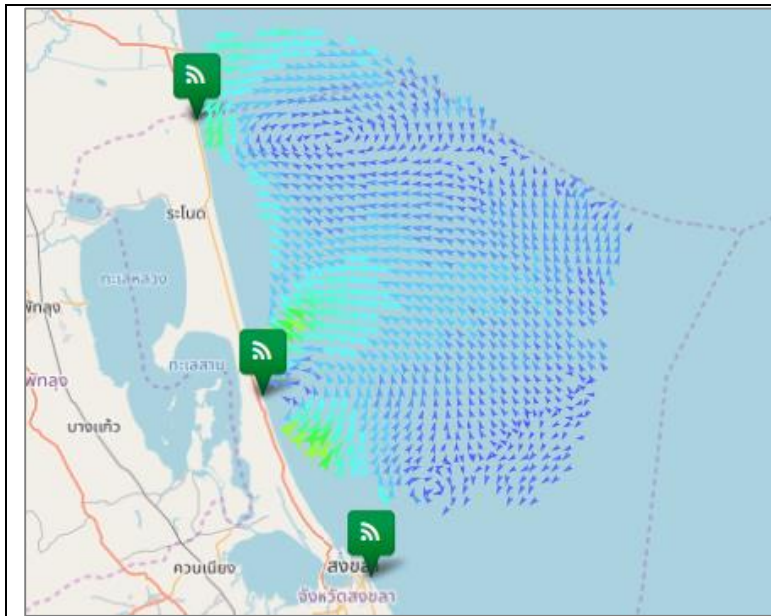 ระโนด
ทะเลหลวง
พัทลุง
ทะเลสาบ
พัทลุง
บางแก้ว
ควนเนียง
สงขลา
จังหวัดสงขลา